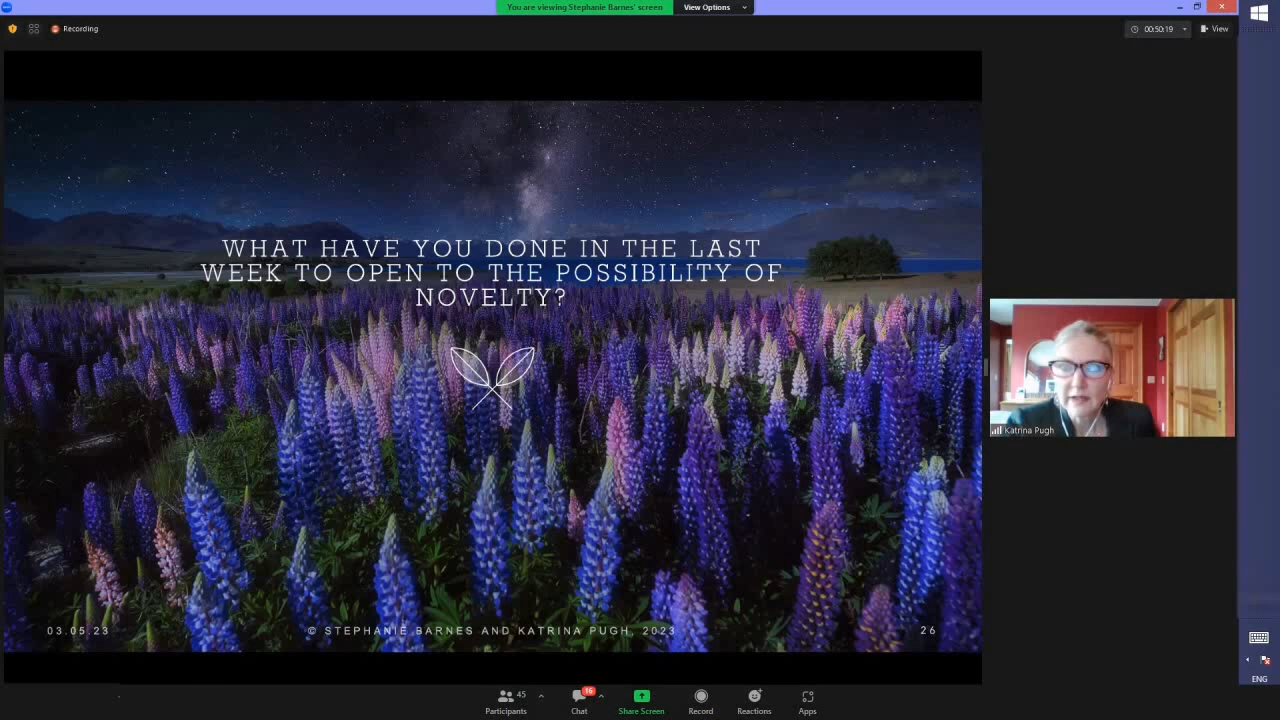 You are viewing Stephanie Barnes' screen
View Options
Recording
00:50:19
View
WHAT HAVE YOU DONE IN THE LAST
WEEK TO OPEN TO THE POSSIBILITY OF
NOVELTY?
Katrina Pugh
03.05.23
© STEPHANIE BARNES AND KATRINA PUGH, 2023
26
45
16
Participants
Chat
Share Screen
Record
Reactions
Apps
ENG